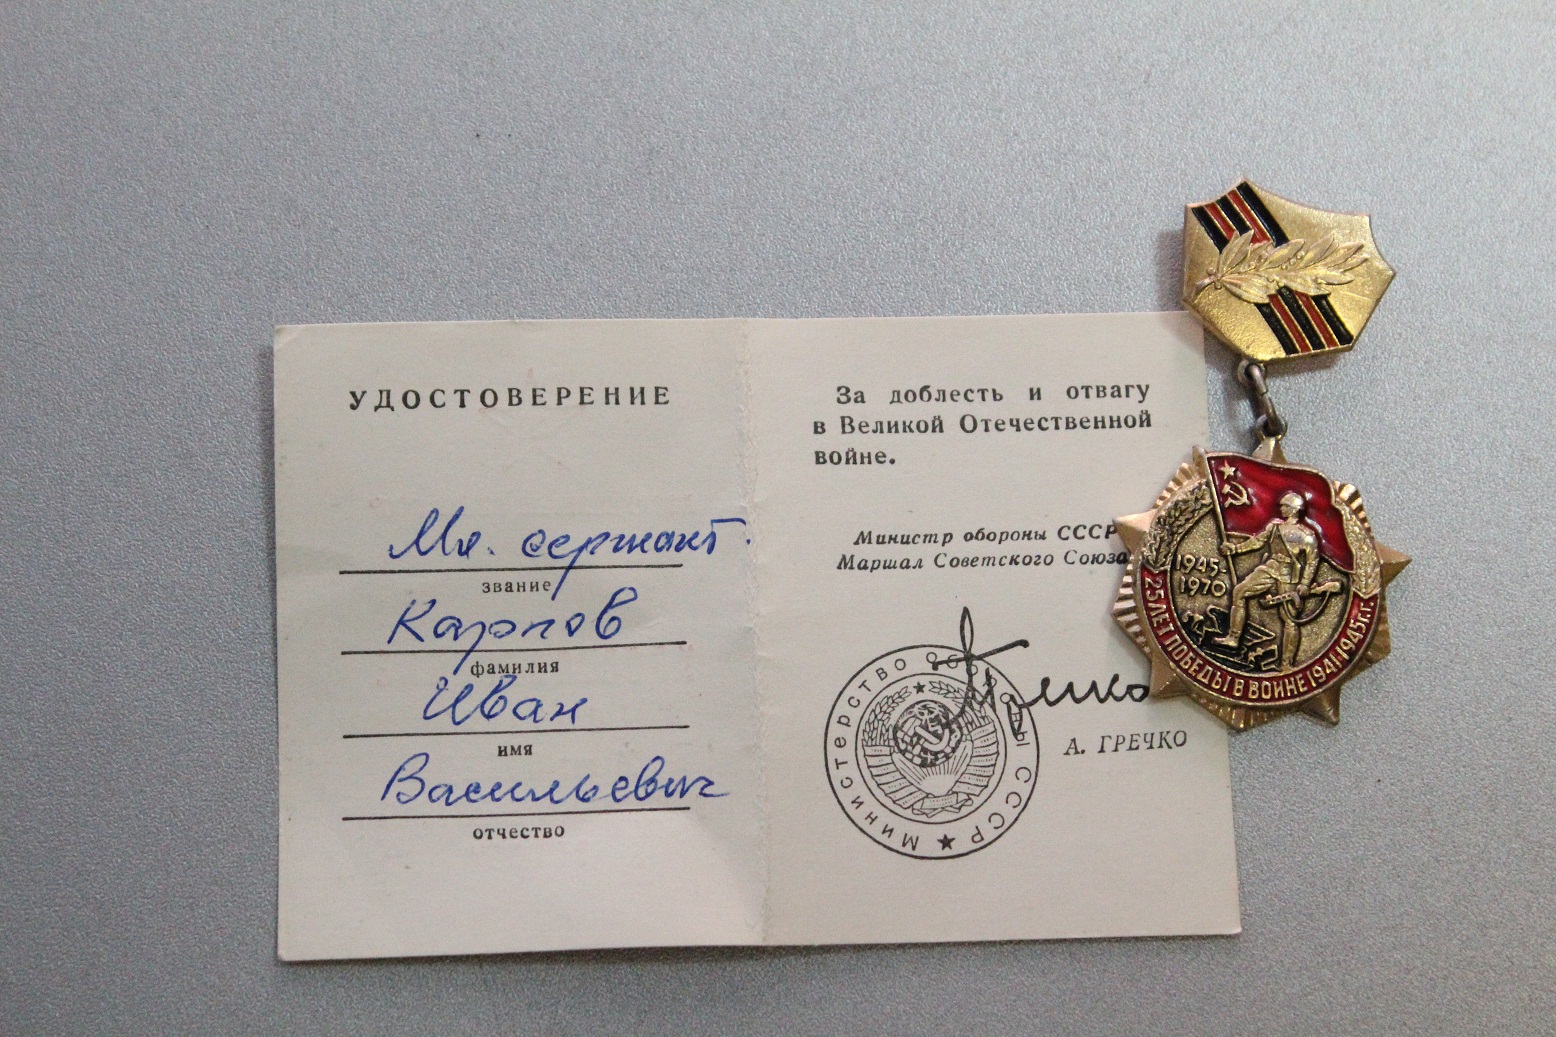 УДОСТОВЕРЕНИЕ
Мл. сержант.
звание
Карпов
фамилия
Иван
имя
Васильевич
отчество
За доблесть и отвагу
в Великой Отечественной
войне.
Министр обороны СССР
Маршал Советского Союза
МИНИСТЕРСТВО ОБОРОНЫ СССР
А. ГРЕЧКО
1945-
1970
25 ЛЕТ ПОБЕДЫ В ВОЙНЕ 1941-1945 г.г.